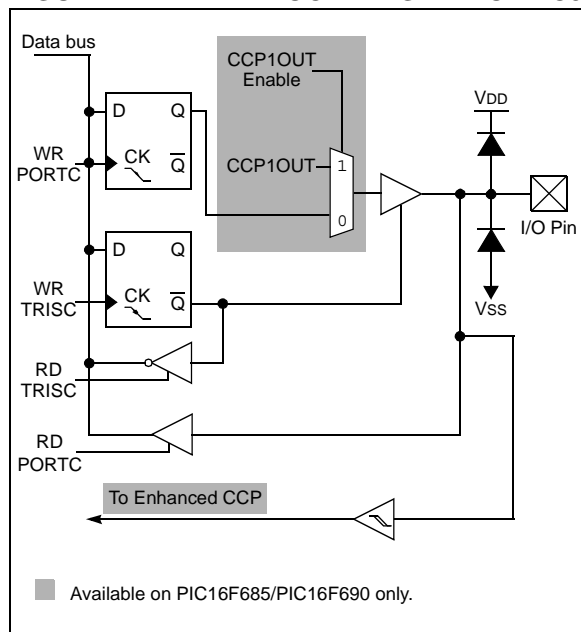 Data bus
CCP1OUT
Enable
VDD
D Q
WR
PORTC
CK Q
CCP1OUT
1
0
I/O Pin
D Q
WR
TRISC
CK Q
VSS
RD
TRISC
RD
PORTC
To Enhanced CCP
Available on PIC16F685/PIC16F690 only.